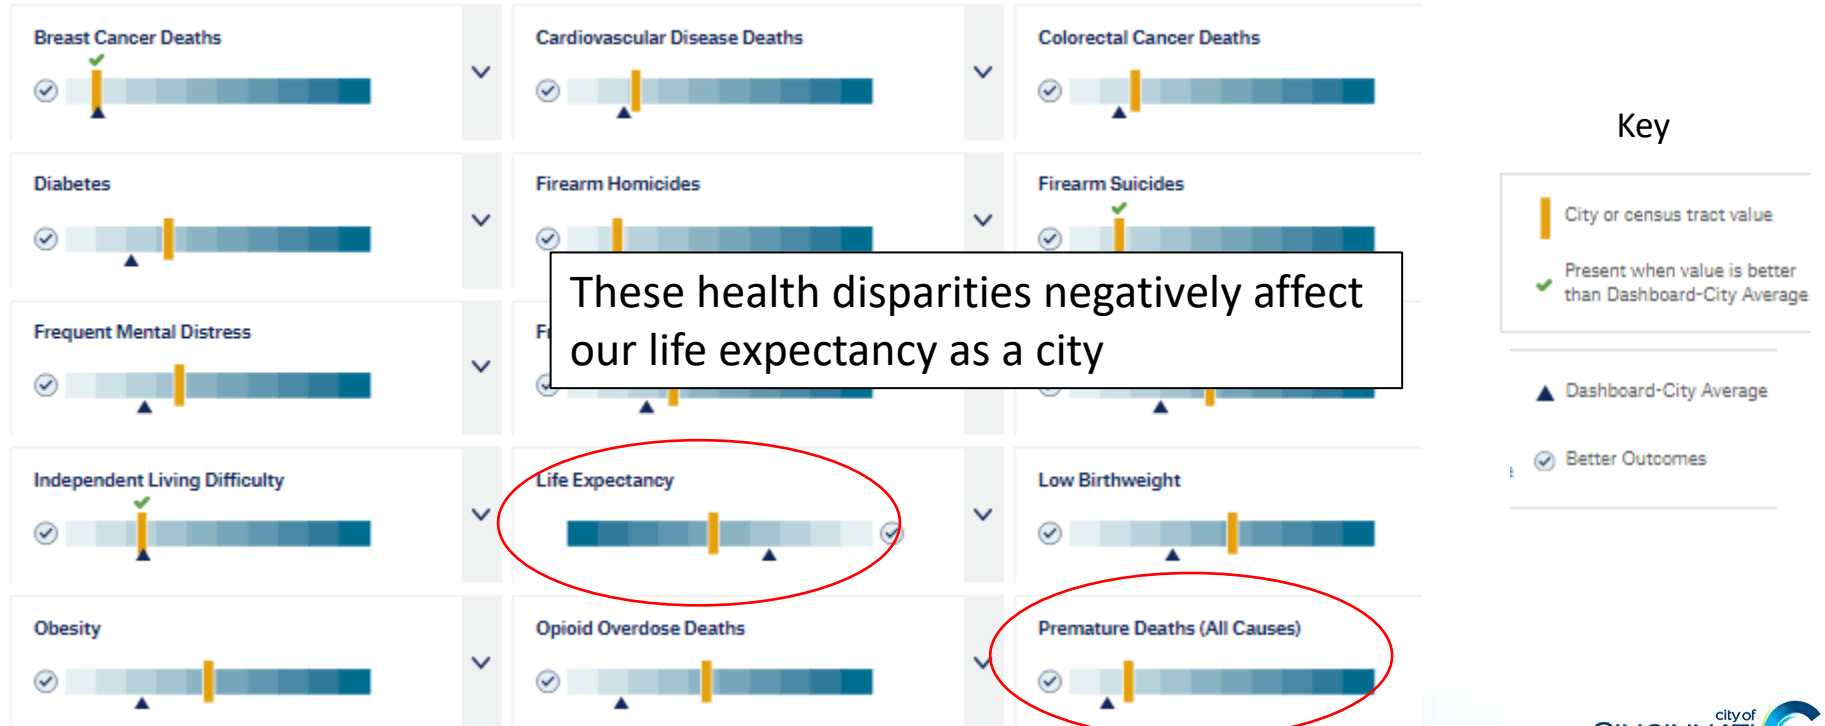 Breast Cancer Deaths
Cardiovascular Disease Deaths
Colorectal Cancer Deaths
Key
Diabetes
Firearm Homicides
Firearm Suicides
City or census tract value
Present when value is better
than Dashboard-City Average
These health disparities negatively affect
our life expectancy as a city
Frequent Mental Distress
Dashboard-City Average
Better Outcomes
Independent Living Difficulty
Life Expectancy
Low Birthweight
Obesity
Opioid Overdose Deaths
Premature Deaths (All Causes)
city of